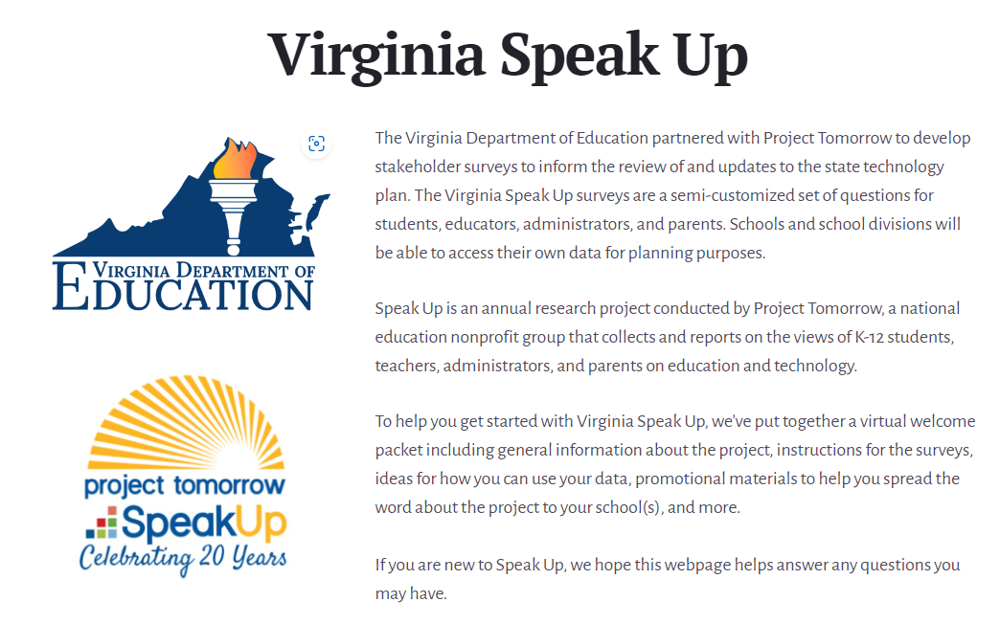 Virginia Speak Up
VIRGINIA DEPARTMENT OF
EDUCATION
project tomorrow
SpeakUp
Celebrating 20 Years
The Virginia Department of Education partnered with Project Tomorrow to develop
stakeholder surveys to inform the review of and updates to the state technology
plan. The Virginia Speak Up surveys are a semi-customized set of questions for
students, educators, administrators, and parents. Schools and school divisions will
be able to access their own data for planning purposes.
Speak Up is an annual research project conducted by Project Tomorrow, a national
education nonprofit group that collects and reports on the views of K-12 students,
teachers, administrators, and parents on education and technology.
To help you get started with Virginia Speak Up, we’ve put together a virtual welcome
packet including general information about the project, instructions for the surveys,
ideas for how you can use your data, promotional materials to help you spread the
word about the project to your school(s), and more.
If you are new to Speak Up, we hope this webpage helps answer any questions you
may have.